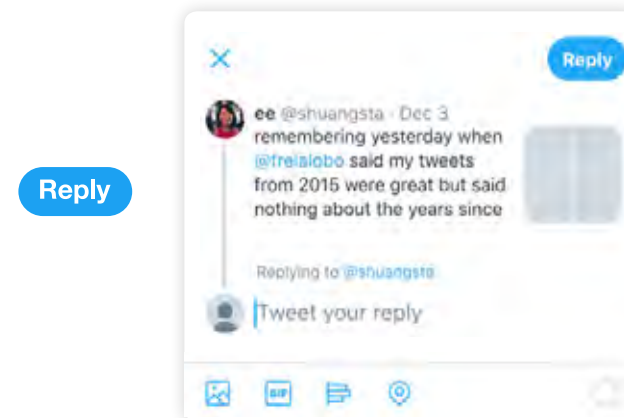 Reply
Reply
ee @shuangsta · Dec 3
remembering yesterday when
@freialobo said my tweets
from 2015 were great but said
nothing about the years since
Replying to @shuangsta
Tweet your reply
GIF